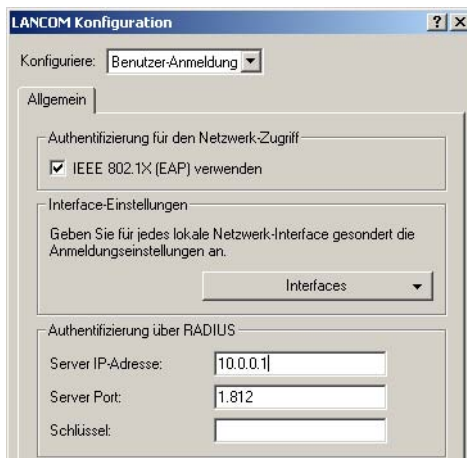 LANCOM Konfiguration
Konfiguriere: Benutzer-Anmeldung
Allgemein
Authentifizierung für den Netzwerk-Zugriff
IEEE 802.1X (EAP) verwenden
Interface-Einstellungen
Geben Sie für jedes lokale Netzwerk-Interface gesondert die
Anmeldungseinstellungen an.
Interfaces
Authentifizierung über RADIUS
Server IP-Adresse: 10.0.0.1
Server Port: 1.812
Schlüssel: